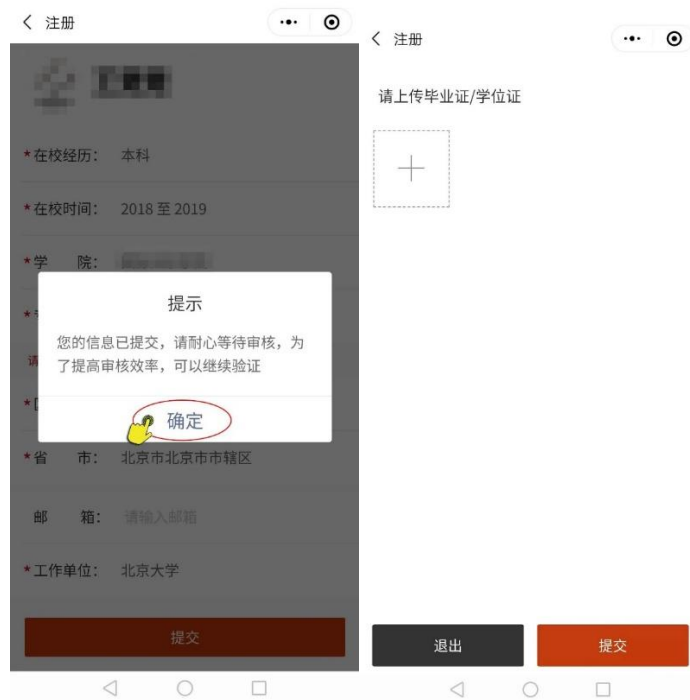 注册
*在校经历： 本科
*在校时间： 2018 至 2019
*学 院：
提示
您的信息已提交，请耐心等待审核，为
了提高审核效率，可以继续验证
请
确定
*省 市： 北京市北京市市辖区
邮 箱： 请输入邮箱
*工作单位： 北京大学
提交
注册
请上传毕业证/学位证
退出
提交